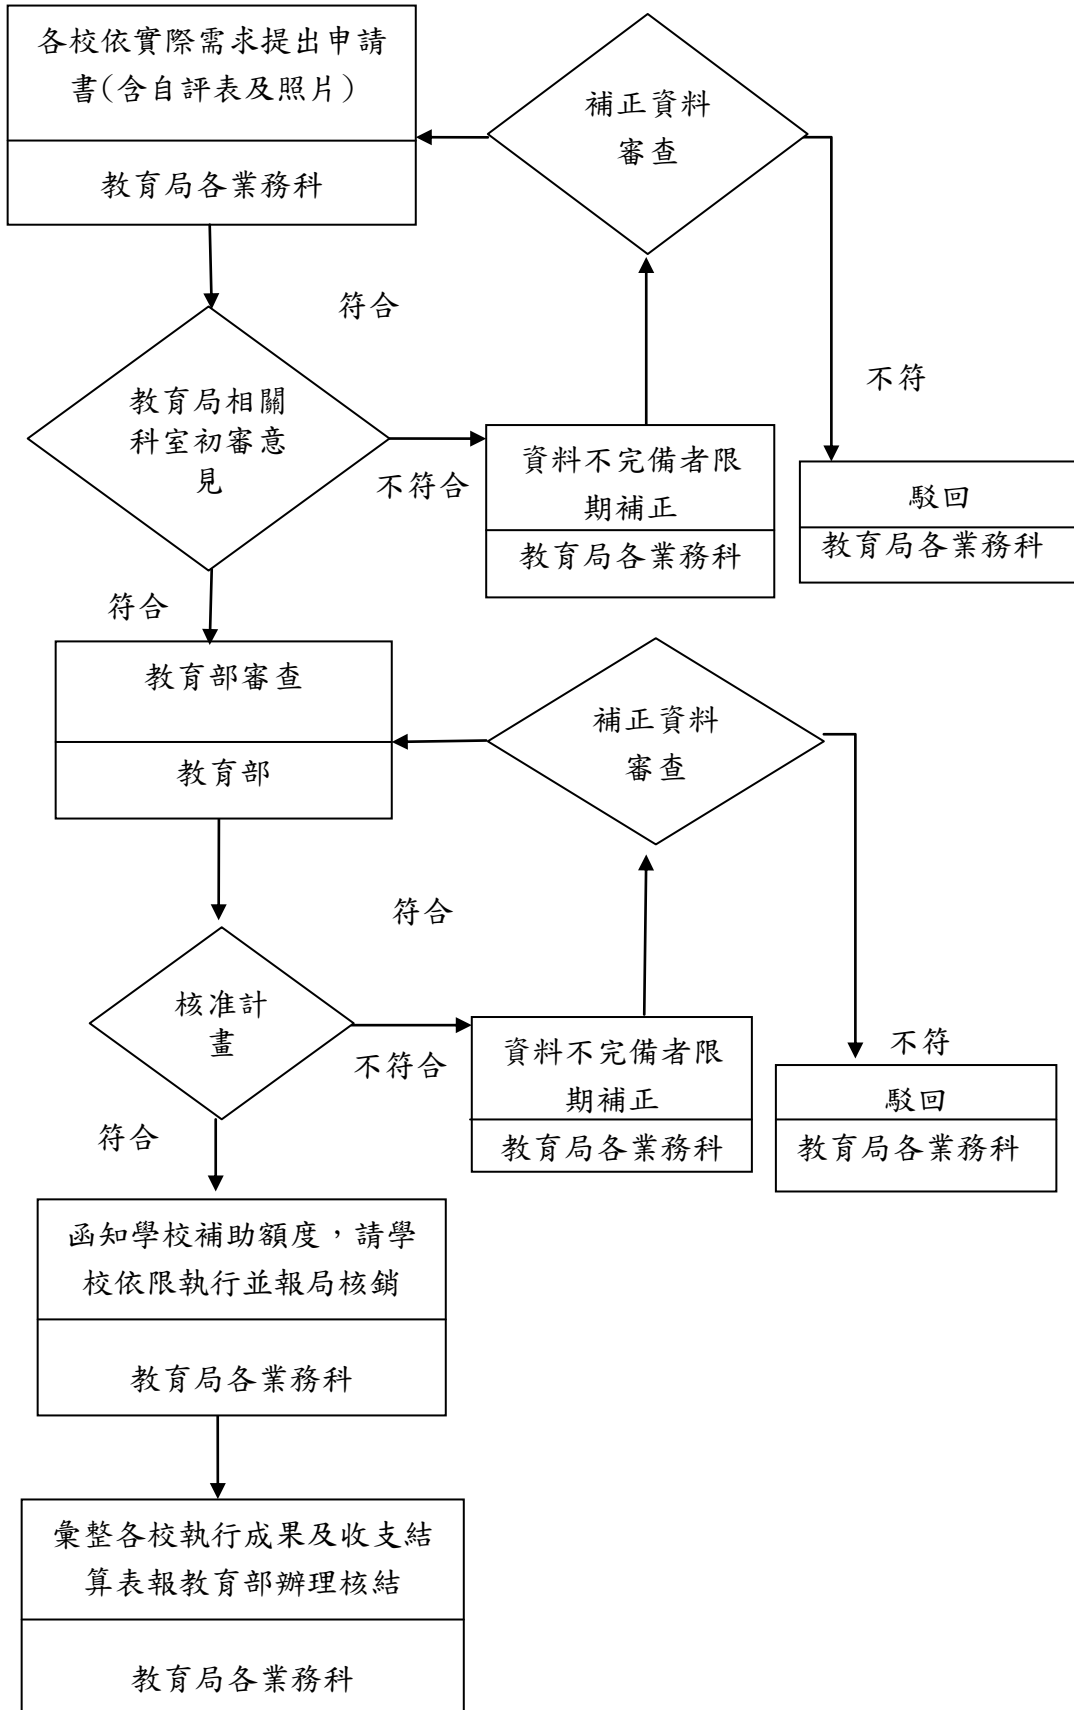 各校依實際需求提出申請
書(含自評表及照片)
教育局各業務科
補正資料
審查
符合
不符
教育局相關
科室初審意
見
不符合
資料不完備者限
期補正
教育局各業務科
駁回
教育局各業務科
符合
教育部審查
教育部
補正資料
審查
符合
核准計
畫
不符合
資料不完備者限
期補正
教育局各業務科
不符
駁回
教育局各業務科
符合
函知學校補助額度，請學
校依限執行並報局核銷
教育局各業務科
彙整各校執行成果及收支結
算表報教育部辦理核結
教育局各業務科